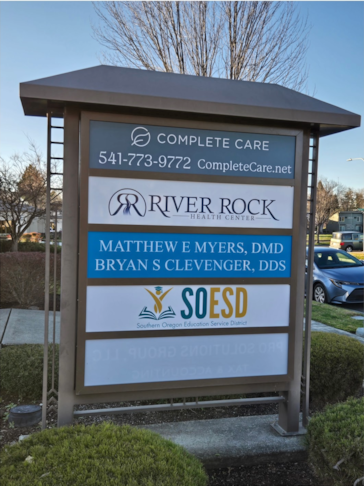 COMPLETE CARE
541-773-9772 CompleteCare.net
RIVER ROCK
HEALTH CENTER
MATTHEW E MYERS, DMD
BRYAN S CLEVENGER, DDS
SOESD
Southern Oregon Education Service District